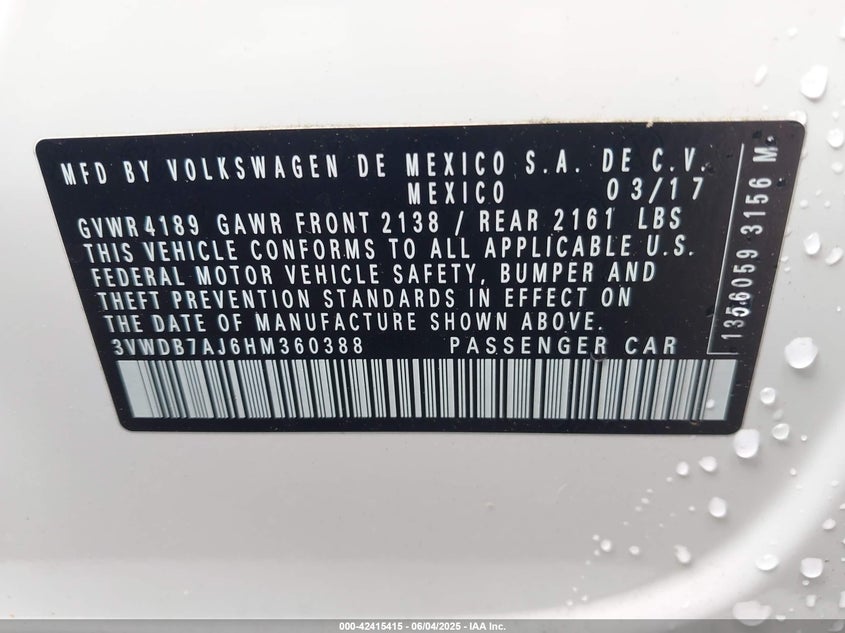 MFD BY VOLKSWAGEN DE MEXICO S.A. DE C.V.
MEXICO 03/17
GVWR 4189 GAWR FRONT 2138 / REAR 2161 LBS
THIS VEHICLE CONFORMS TO ALL APPLICABLE U.S.
FEDERAL MOTOR VEHICLE SAFETY, BUMPER AND
THEFT PREVENTION STANDARDS IN EFFECT ON
THE DATE OF MANUFACTURE SHOWN ABOVE.
3VWDB7AJ6HM360388 PASSENGER CAR
1356059 3156 M
000-42415415 - 06/04/2025 - IAA Inc.